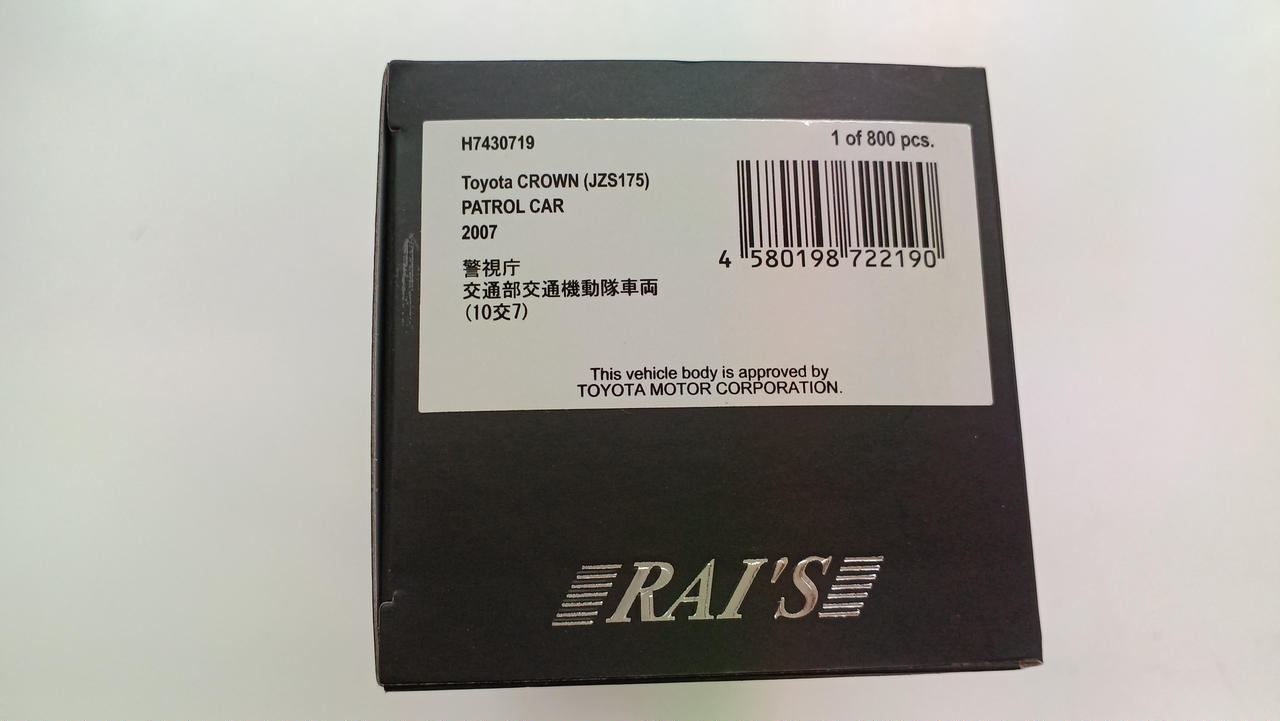 H7430719
1 of 800 pcs.
Toyota CROWN (JZS175)
PATROL CAR
2007
4 580198 722190
警視庁
交通部交通機動隊車両
(10交7)
This vehicle body is approved by
TOYOTA MOTOR CORPORATION.
RAI'S